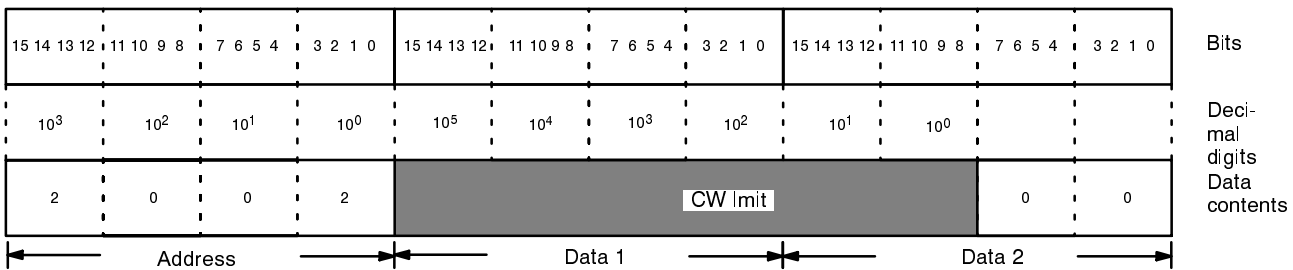 15 14 13 12 11 10 9 8 7 6 5 4 3 2 1 0 15 14 13 12 11 10 9 8 7 6 5 4 3 2 1 0 15 14 13 12 11 10 9 8 7 6 5 4 3 2 1 0 Bits
10³ 10² 10¹ 10⁰ 10⁵ 10⁴ 10³ 10² 10¹ 10⁰ Deci-
mal
digits
2 0 0 2 CW lmit 0 0 Data
contents
Address Data 1 Data 2